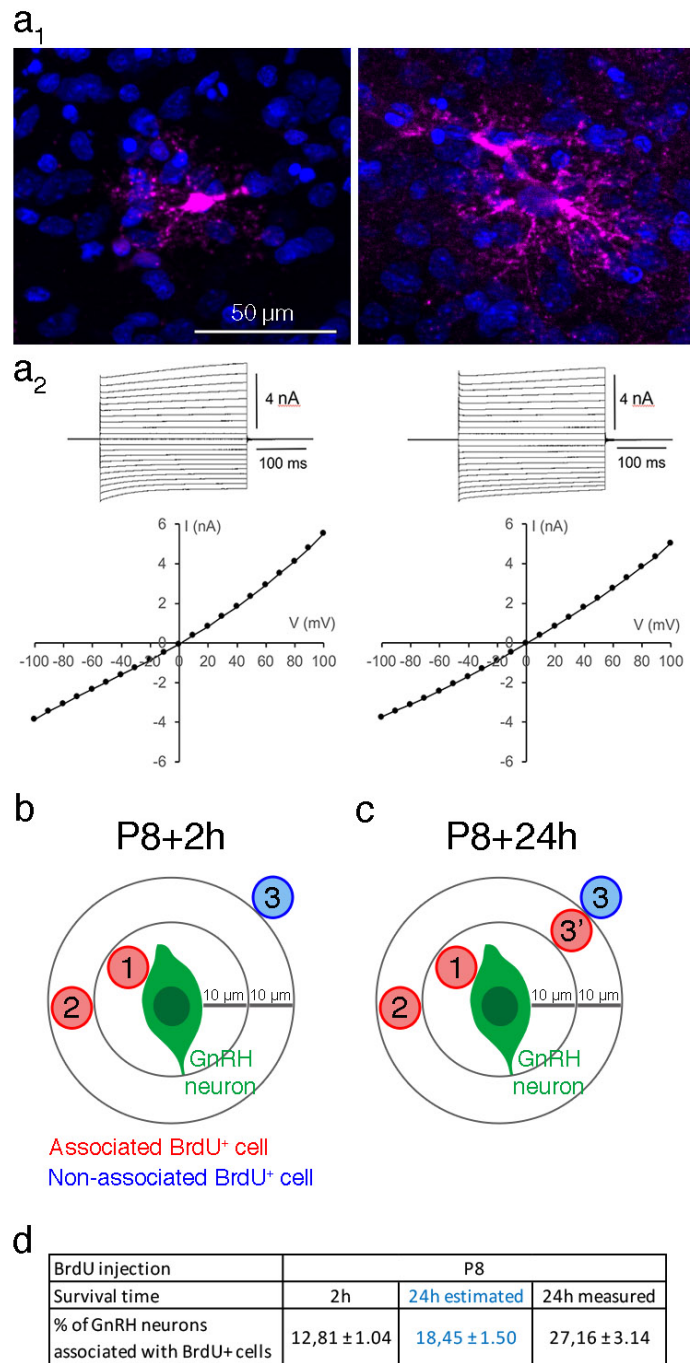 a1
50 µm
a2
4 nA
100 ms
4 nA
100 ms
I (nA)
6
4
2
0
-2
-4
-6
V (mV)
-100 -80 -60 -40 -20 0 20 40 60 80 100
I (nA)
6
4
2
0
-2
-4
-6
V (mV)
-100 -80 -60 -40 -20 0 20 40 60 80 100
b
P8+2h
3
1
2
10 µm 10 µm
GnRH
neuron
Associated BrdU+ cell
Non-associated BrdU+ cell
c
P8+24h
3
3'
1
2
10 µm 10 µm
GnRH
neuron
d
BrdU injection P8
Survival time 2h 24h estimated 24h measured
% of GnRH neurons
associated with BrdU+ cells 12,81 ±1.04 18,45 ±1.50 27,16 ±3.14